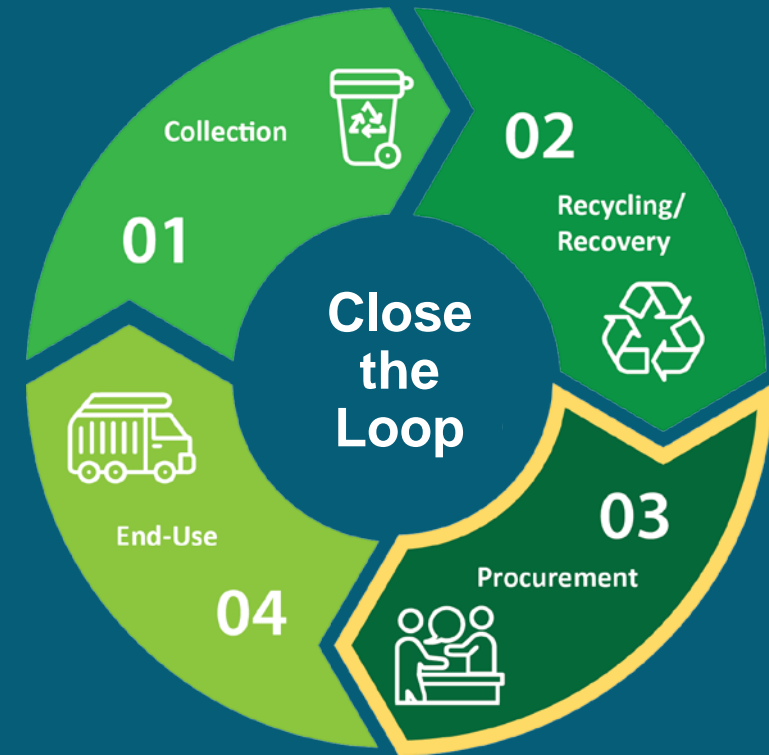 Close
the
Loop
01
Collection
02
Recycling/
Recovery
03
Procurement
04
End-Use